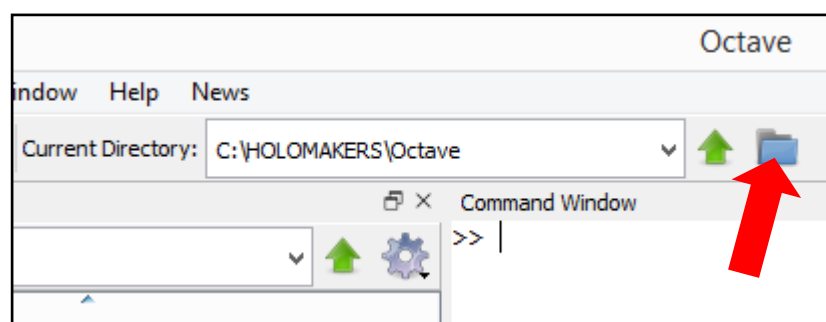 Octave
indow Help News
Current Directory: C:\HOLOMAKERS\Octave
Command Window
>>